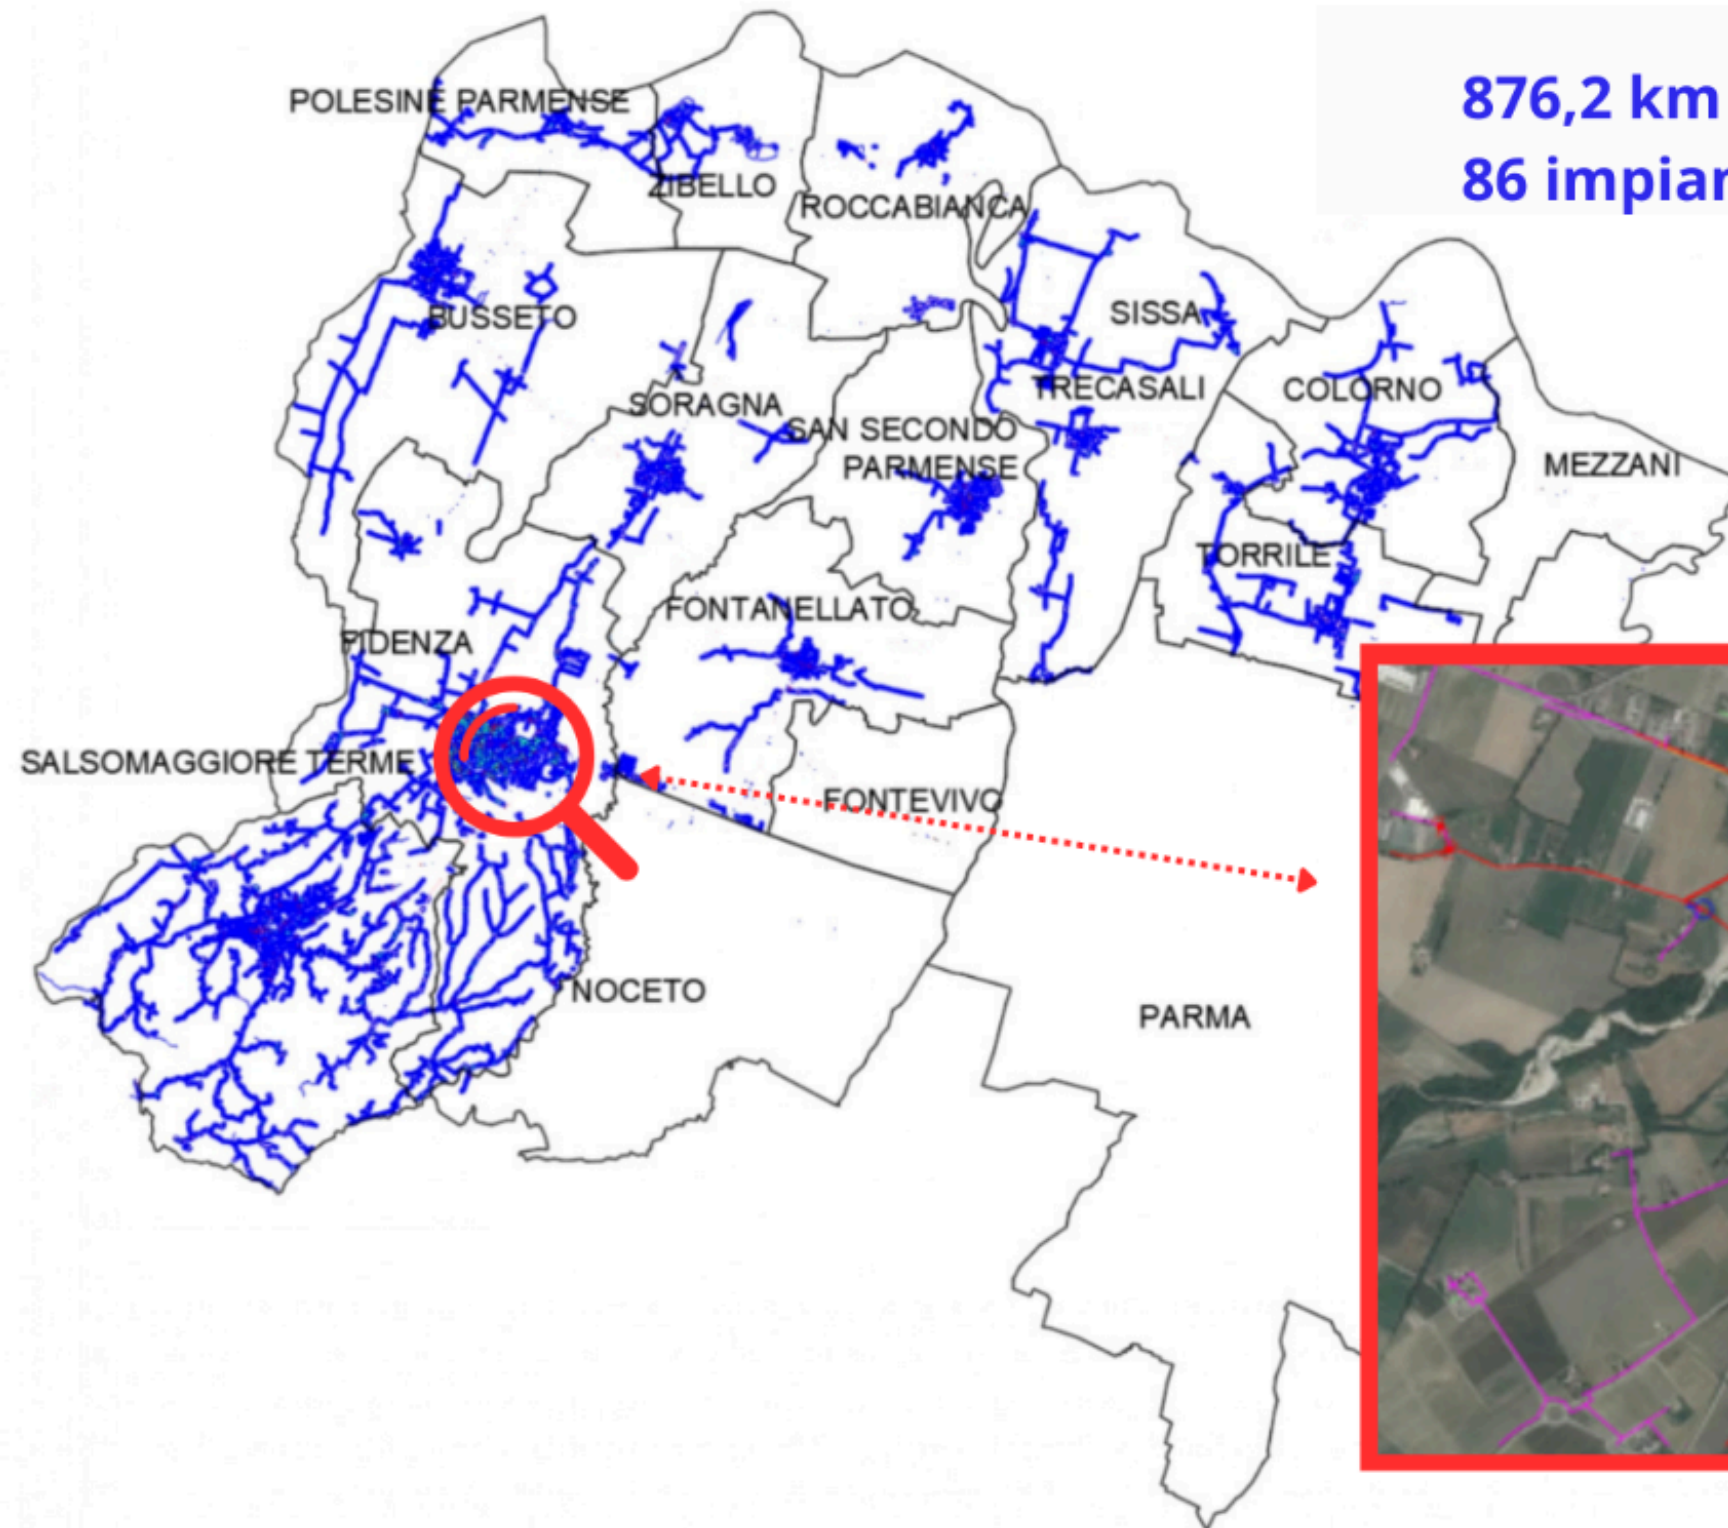 876,2 km
86 impian
POLESINE PARMENSE
ZIBELLO
ROCCABIANCA
BUSSETO
SISSA
TRECASALI
COLORNO
SORAGNA
SAN SECONDO
PARMENSE
MEZZANI
TORRILE
FONTANELLATO
FIDENZA
SALSOMAGGIORE TERME
FONTEVIVO
NOCETO
PARMA